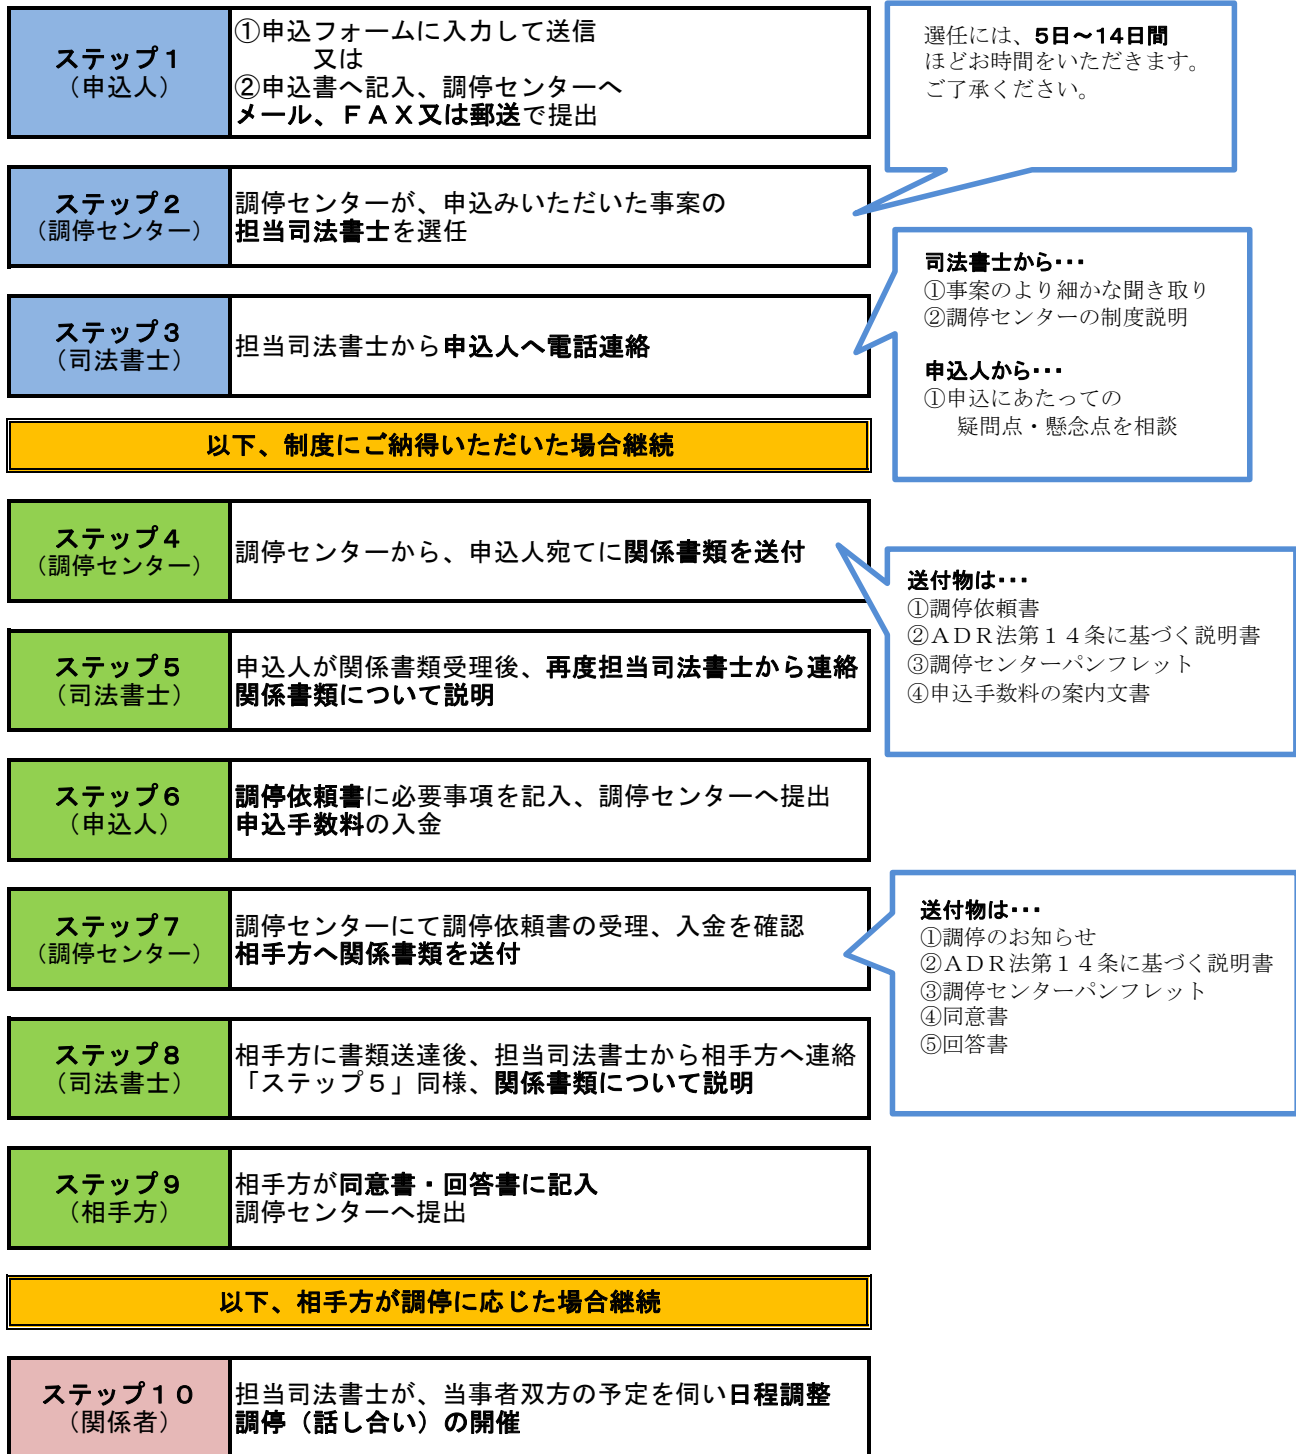 ステップ１
（申込人）
①申込フォームに入力して送信
又は
②申込書へ記入、調停センターへ
メール、ＦＡＸ又は郵送で提出
選任には、5日～14日間
ほどお時間をいただきます。
ご了承ください。
ステップ２
（調停センター）
調停センターが、申込みいただいた事案の
担当司法書士を選任
ステップ３
（司法書士）
担当司法書士から申込人へ電話連絡
司法書士から・・・
①事案のより細かな聞き取り
②調停センターの制度説明
申込人から・・・
①申込にあたっての
疑問点・懸念点を相談
以下、制度にご納得いただいた場合継続
ステップ４
（調停センター）
調停センターから、申込人宛てに関係書類を送付
送付物は・・・
①調停依頼書
②ＡＤＲ法第１４条に基づく説明書
③調停センターパンフレット
④申込手数料の案内文書
ステップ５
（司法書士）
申込人が関係書類受理後、再度担当司法書士から連絡
関係書類について説明
ステップ６
（申込人）
調停依頼書に必要事項を記入、調停センターへ提出
申込手数料の入金
ステップ７
（調停センター）
調停センターにて調停依頼書の受理、入金を確認
相手方へ関係書類を送付
送付物は・・・
①調停のお知らせ
②ＡＤＲ法第１４条に基づく説明書
③調停センターパンフレット
④同意書
⑤回答書
ステップ８
（司法書士）
相手方に書類送達後、担当司法書士から相手方へ連絡
「ステップ５」同様、関係書類について説明
ステップ９
（相手方）
相手方が同意書・回答書に記入
調停センターへ提出
以下、相手方が調停に応じた場合継続
ステップ１０
（関係者）
担当司法書士が、当事者双方の予定を伺い日程調整
調停（話し合い）の開催